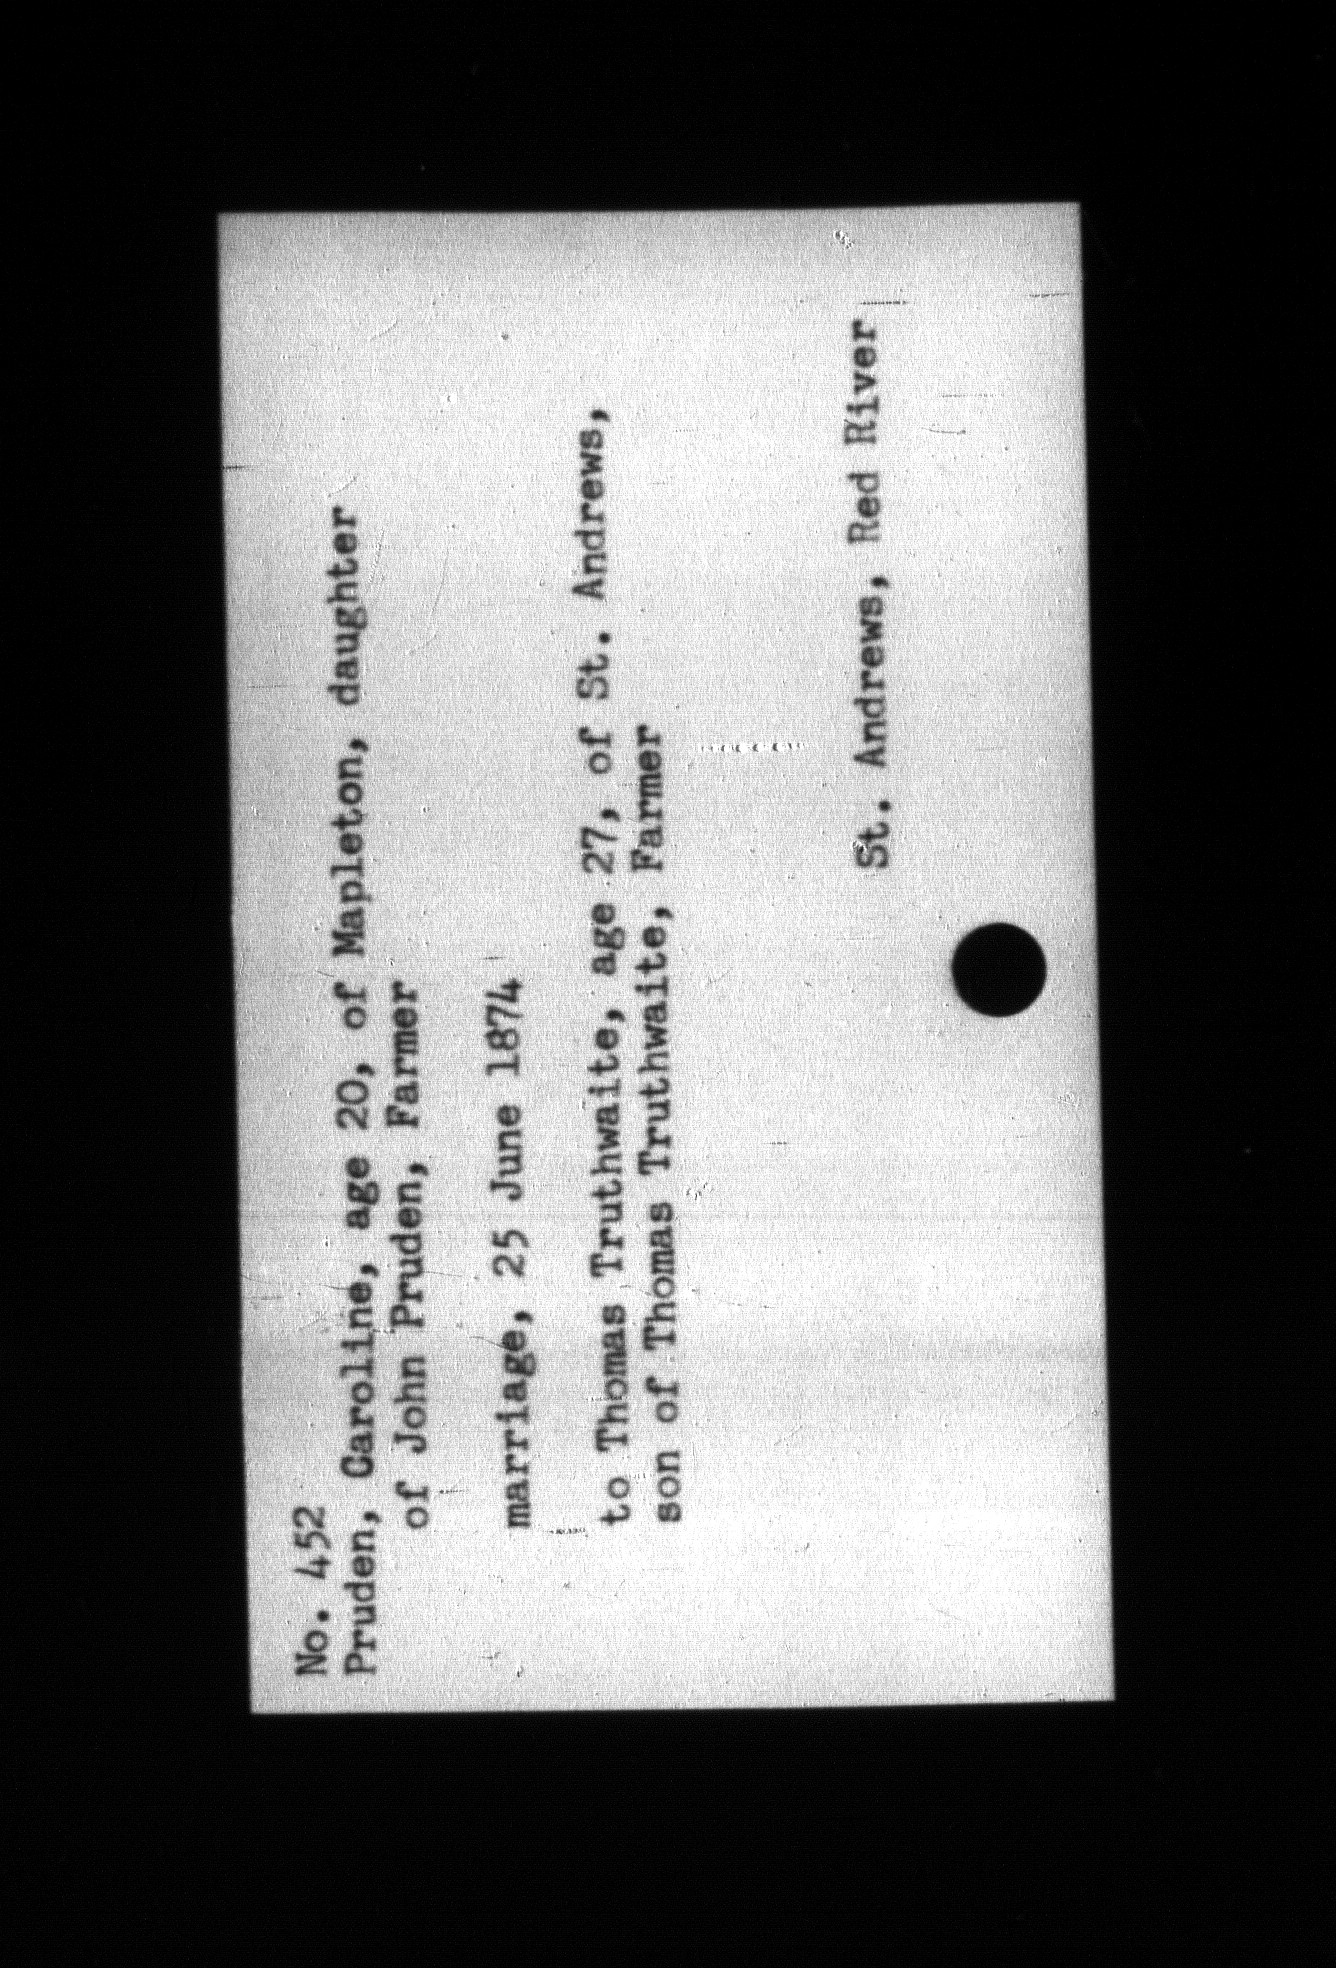 No. 452
Pruden, Caroline, age 20, of Mapleton, daughter
of John Pruden, Farmer
marriage, 25 June 1874
to Thomas Truthwaite, age 27, of St. Andrews,
son of Thomas Truthwaite, Farmer
St. Andrews, Red River